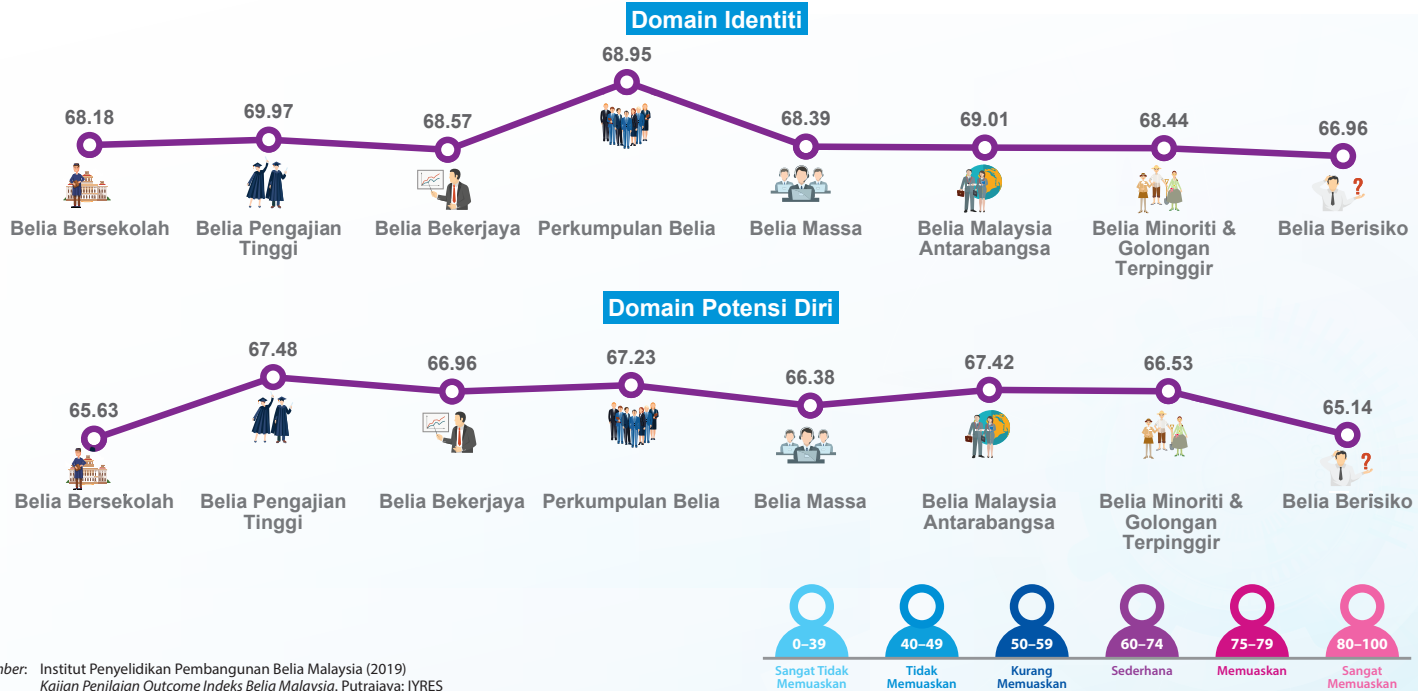 Domain Identiti
68.18
69.97
68.57
68.95
68.39
69.01
68.44
66.96
Belia Bersekolah
Belia Pengajian
Tinggi
Belia Bekerjaya
Perkumpulan Belia
Belia Massa
Belia Malaysia
Antarabangsa
Belia Minoriti &
Golongan
Terpinggir
Belia Berisiko
Domain Potensi Diri
65.63
67.48
66.96
67.23
66.38
67.42
66.53
65.14
Belia Bersekolah
Belia Pengajian
Tinggi
Belia Bekerjaya
Perkumpulan Belia
Belia Massa
Belia Malaysia
Antarabangsa
Belia Minoriti &
Golongan
Terpinggir
Belia Berisiko
0–39
Sangat Tidak
Memuaskan
40–49
Tidak
Memuaskan
50–59
Kurang
Memuaskan
60–74
Sederhana
75–79
Memuaskan
80–100
Sangat
Memuaskan
mber: Institut Penyelidikan Pembangunan Belia Malaysia (2019)
Kajian Penilaian Outcome Indeks Belia Malaysia. Putrajaya: IYRES